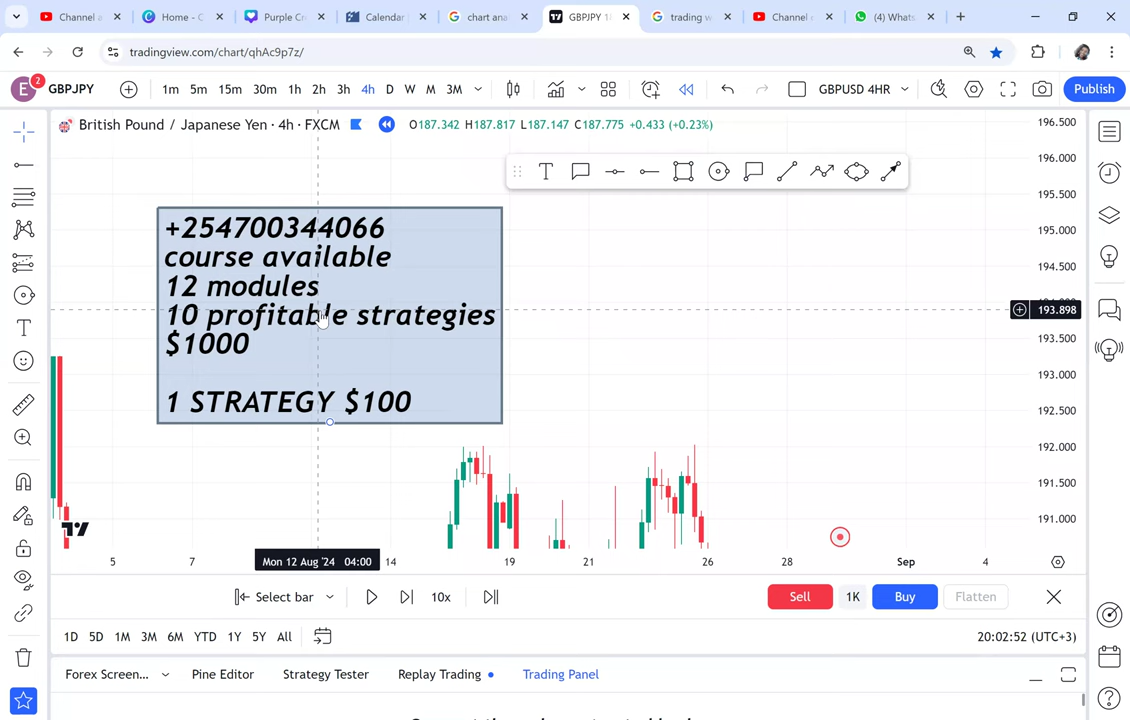 Channel a
Home - C
Purple Cr
Calendar
chart ana
GBPJPY 18
trading w
Channel
(4) Whats
tradingview.com/chart/qhAc9p7z/
E
2
GBPJPY
1m 5m 15m 30m 1h 2h 3h 4h D W M 3M
GBPUSD 4HR
Publish
British Pound / Japanese Yen · 4h · FXCM
O187.342 H187.817 L187.147 C187.775 +0.433 (+0.23%)
+254700344066
course available
12 modules
10 profitable strategies
$1000
1 STRATEGY $100
196.500
196.000
195.500
195.000
194.500
193.898
193.500
193.000
192.500
192.000
191.500
191.000
5 7 Mon 12 Aug '24 04:00 14 19 21 26 28 Sep 4
Select bar
10x
Sell
1K
Buy
Flatten
1D 5D 1M 3M 6M YTD 1Y 5Y All
20:02:52 (UTC+3)
Forex Screen...
Pine Editor
Strategy Tester
Replay Trading
Trading Panel